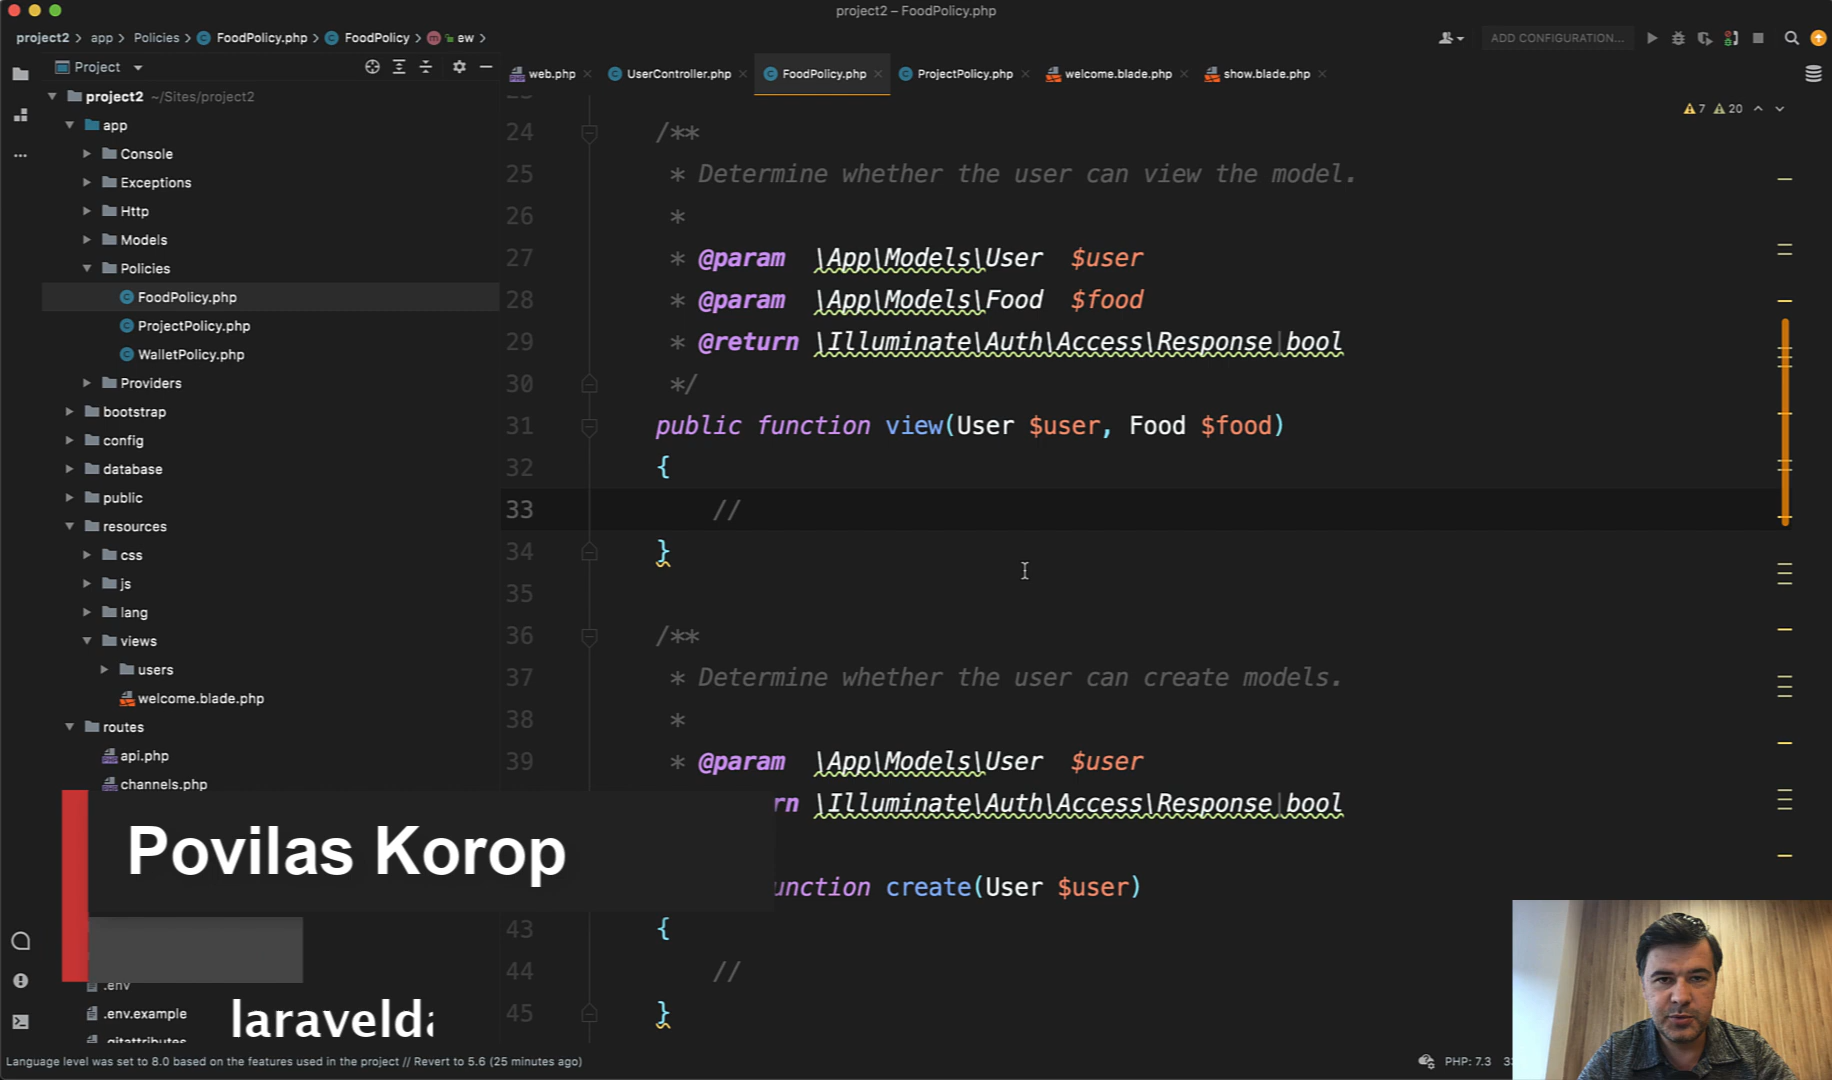 project2 – FoodPolicy.php
project2 app Policies FoodPolicy.php FoodPolicy ew
ADD CONFIGURATION...
Project
web.php UserController.php FoodPolicy.php ProjectPolicy.php welcome.blade.php show.blade.php
project2 ~/Sites/project2
app
Console
Exceptions
Http
Models
Policies
FoodPolicy.php
ProjectPolicy.php
WalletPolicy.php
Providers
bootstrap
config
database
public
resources
css
js
lang
views
users
welcome.blade.php
routes
api.php
channels.php
.env
.env.example
.gitattributes
7 20
24 /**
25 * Determine whether the user can view the model.
26 *
27 * @param \App\Models\User $user
28 * @param \App\Models\Food $food
29 * @return \Illuminate\Auth\Access\Response|bool
30 */
31 public function view(User $user, Food $food)
32 {
33 //
34 }
35
36 /**
37 * Determine whether the user can create models.
38 *
39 * @param \App\Models\User $user
rn \Illuminate\Auth\Access\Response|bool
unction create(User $user)
43 {
44 //
45 }
Povilas Korop
laravelda
Language level was set to 8.0 based on the features used in the project // Revert to 5.6 (25 minutes ago)
PHP: 7.3